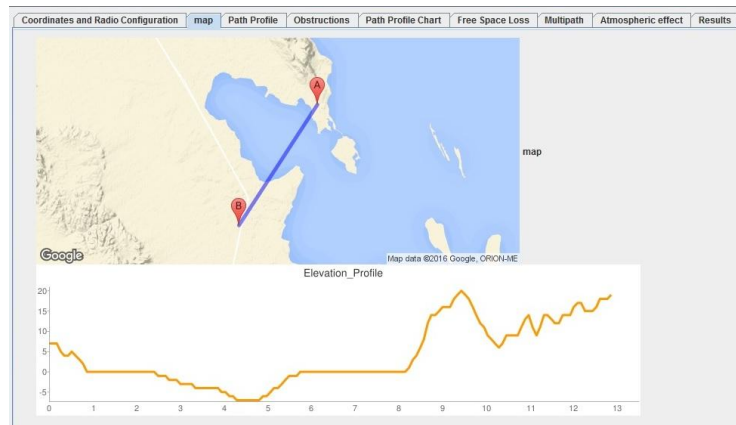 Coordinates and Radio Configuration map Path Profile Obstructions Path Profile Chart Free Space Loss Multipath Atmospheric effect Results
A
map
B
Google Map data ©2016 Google, ORION-ME
Elevation_Profile
20
15
10
5
0
-5
0 1 2 3 4 5 6 7 8 9 10 11 12 13